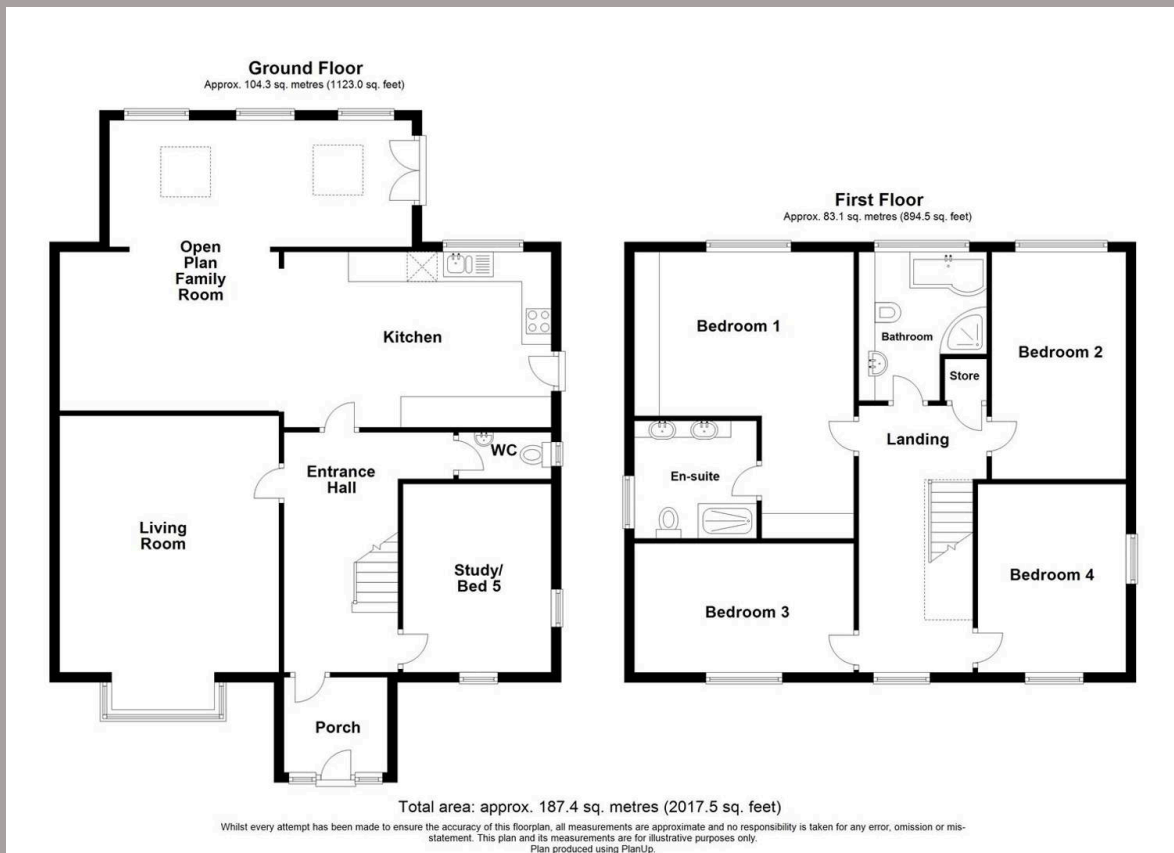 Ground Floor
Approx. 104.3 sq. metres (1123.0 sq. feet)
Open
Plan
Family
Room
Kitchen
Entrance
Hall
WC
Living
Room
Study/
Bed 5
Porch
First Floor
Approx. 83.1 sq. metres (894.5 sq. feet)
Bedroom 1
Bathroom
Bedroom 2
Store
Landing
En-suite
Bedroom 3
Bedroom 4
Total area: approx. 187.4 sq. metres (2017.5 sq. feet)
Whilst every attempt has been made to ensure the accuracy of this floorplan, all measurements are approximate and no responsibility is taken for any error, omission or mis-
statement. This plan and its measurements are for illustrative purposes only.
Plan produced using PlanUp.